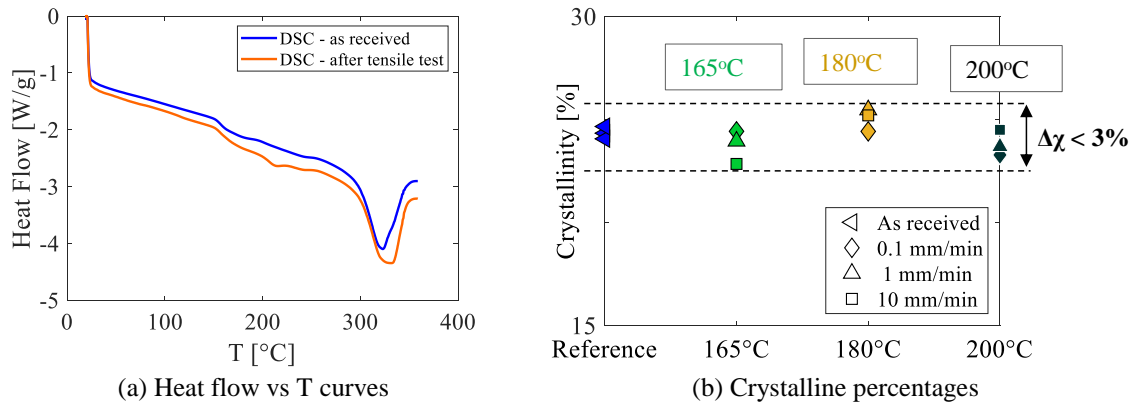 0
-1
-2
-3
-4
-5
Heat Flow [W/g]
DSC - as received
DSC - after tensile test
0
100
200
300
400
T [°C]
(a) Heat flow vs T curves
30
15
Crystallinity [%]
165°C
180°C
200°C
Δχ < 3%
As received
0.1 mm/min
1 mm/min
10 mm/min
Reference
165°C
180°C
200°C
(b) Crystalline percentages